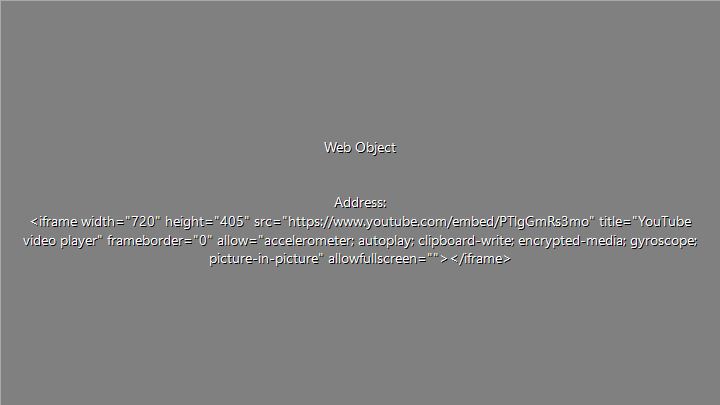 Web Object
Address:
<iframe width="720" height="405" src="https://www.youtube.com/embed/PTlgGmRs3mo" title="YouTube
video player" frameborder="0" allow="accelerometer; autoplay; clipboard-write; encrypted-media; gyroscope;
picture-in-picture" allowfullscreen=""></iframe>